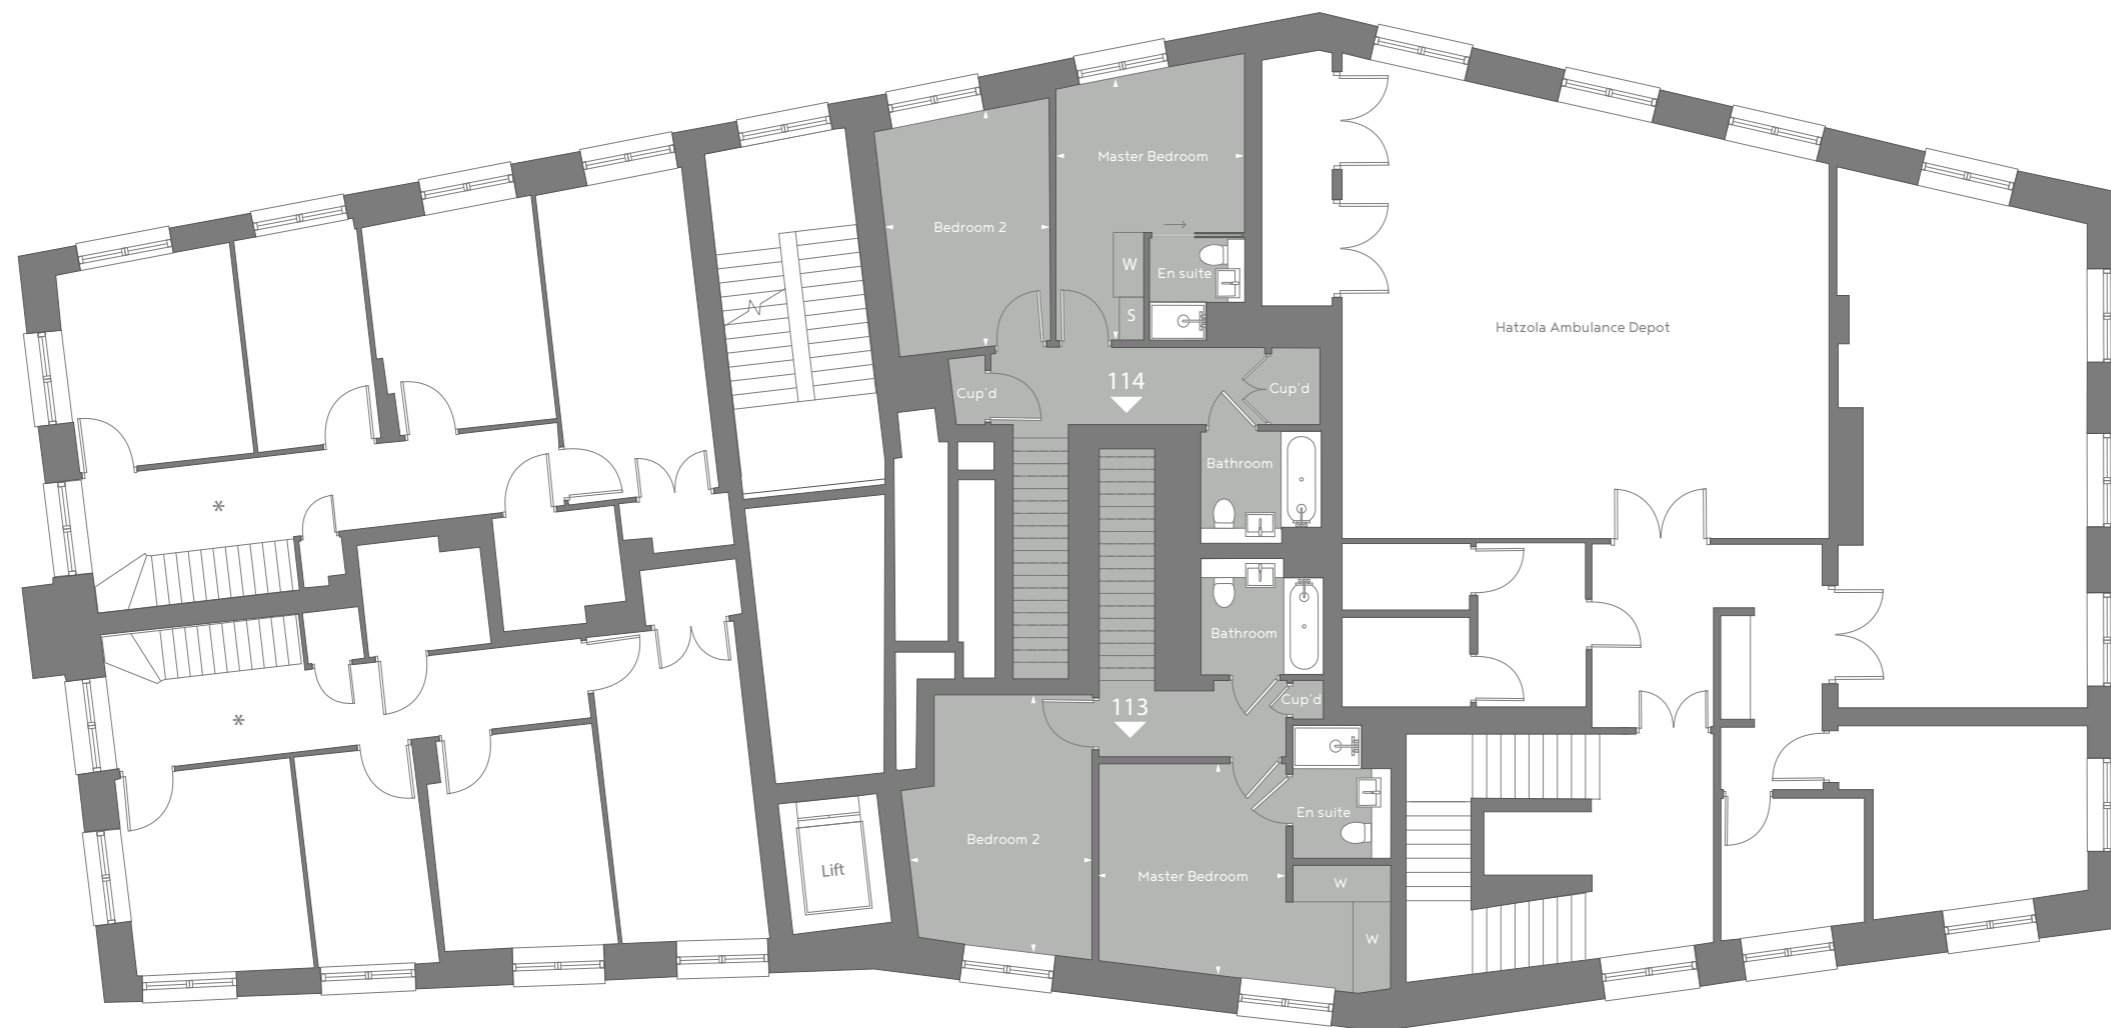 Master Bedroom
Bedroom 2
W
En suite
S
Hatzola Ambulance Depot
Cup'd
114
Cup'd
Bathroom
*
Bathroom
Cup'd
113
*
En suite
Bedroom 2
Lift
Master Bedroom
W
W